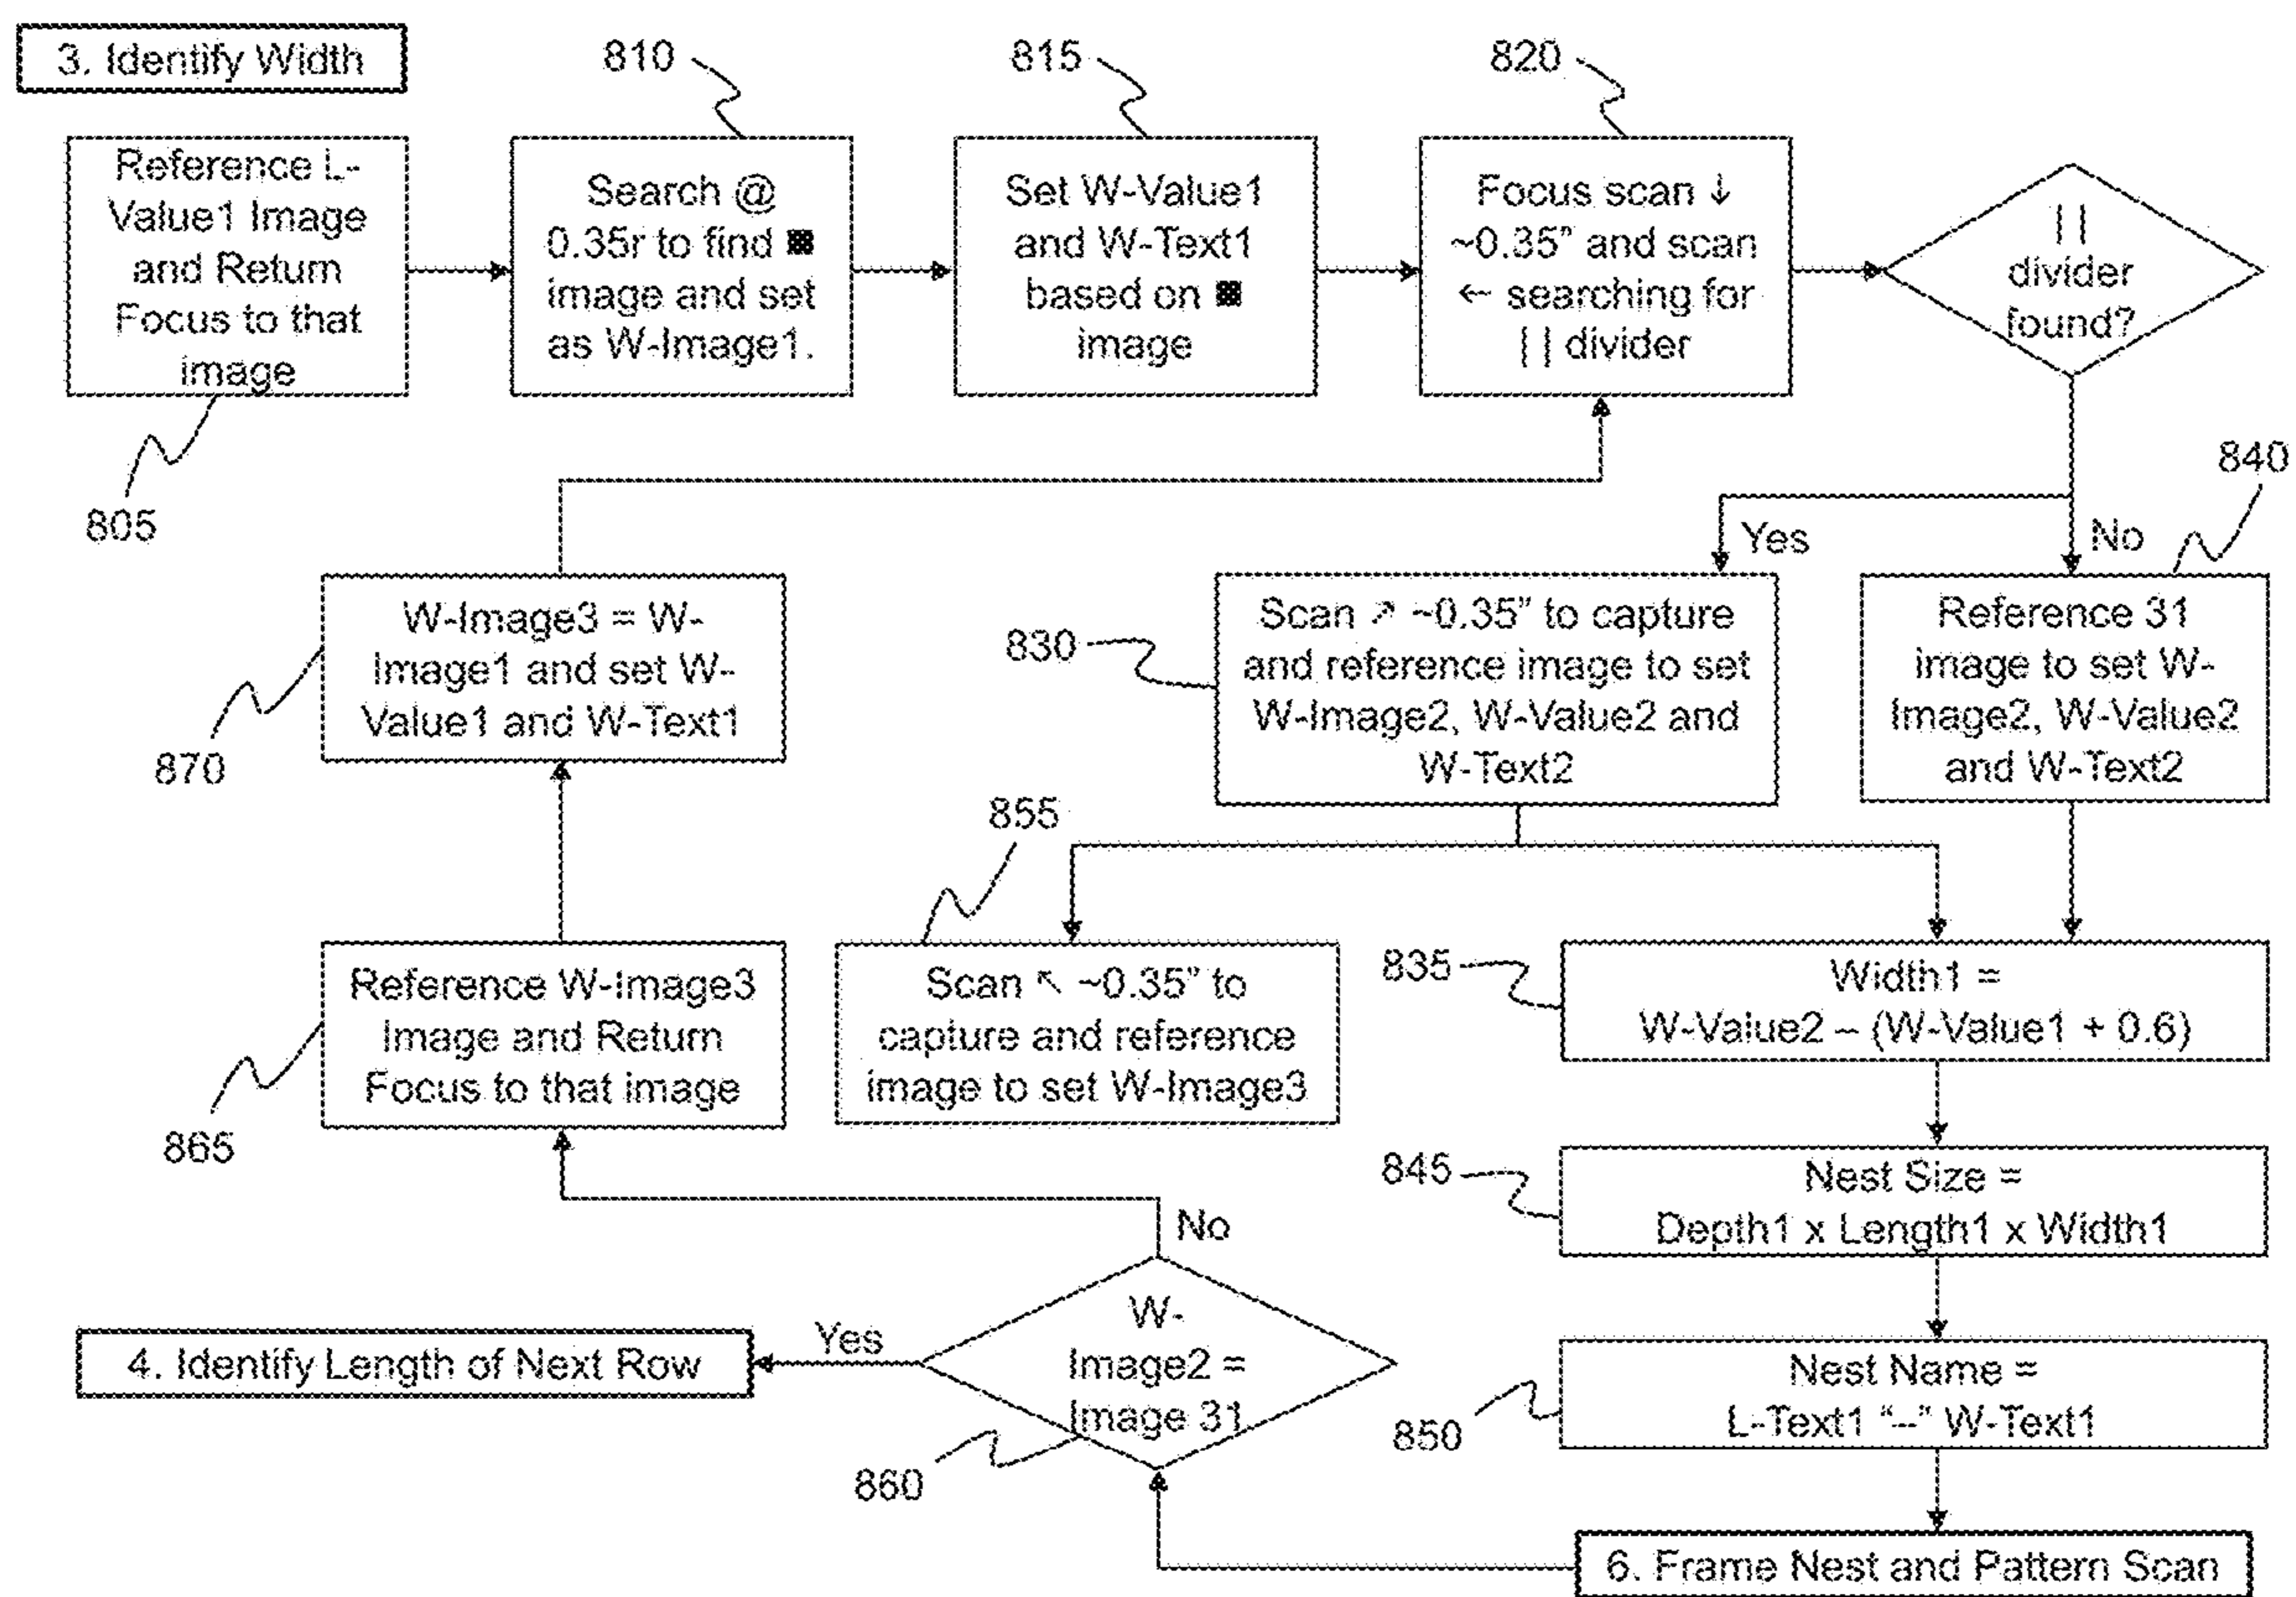 3. Identify Width
810
815
820
Reference L-
Value1 Image
and Return
Focus to that
image
805
Search @
0.35r to find ■
image and set
as W-Image1.
Set W-Value1
and W-Text1
based on ■
image
Focus scan ↓
~0.35” and scan
← searching for
| | divider
| |
divider
found?
840
Yes
No
W-Image3 = W-
Image1 and set W-
Value1 and W-Text1
870
830
Scan ↗ ~0.35” to capture
and reference image to set
W-Image2, W-Value2 and
W-Text2
Reference 31
image to set W-
Image2, W-Value2
and W-Text2
855
Reference W-Image3
Image and Return
Focus to that image
865
Scan ↖ ~0.35” to
capture and reference
image to set W-Image3
835
Width1 =
W-Value2 – (W-Value1 + 0.6)
845
Nest Size =
Depth1 x Length1 x Width1
No
4. Identify Length of Next Row
Yes
W-
Image2 =
Image 31
860
850
Nest Name =
L-Text1 “--” W-Text1
6. Frame Nest and Pattern Scan